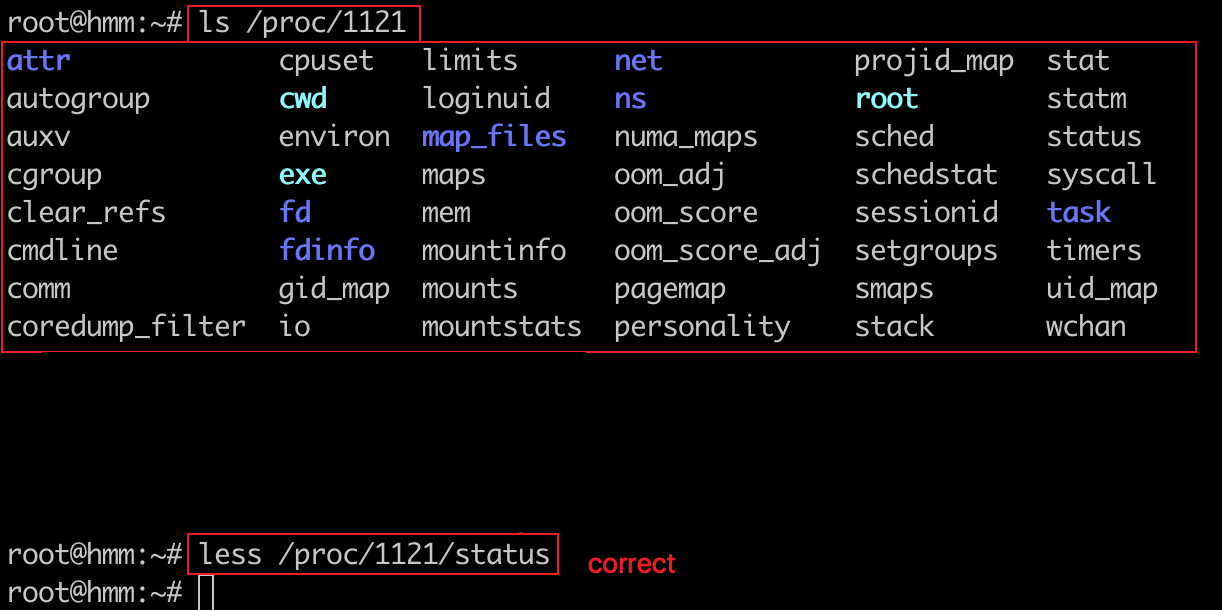 root@hmm:~# ls /proc/1121
attr cpuset limits net projid_map stat
autogroup cwd loginuid ns root statm
auxv environ map_files numa_maps sched status
cgroup exe maps oom_adj schedstat syscall
clear_refs fd mem oom_score sessionid task
cmdline fdinfo mountinfo oom_score_adj setgroups timers
comm gid_map mounts pagemap smaps uid_map
coredump_filter io mountstats personality stack wchan
root@hmm:~# less /proc/1121/status correct
root@hmm:~#